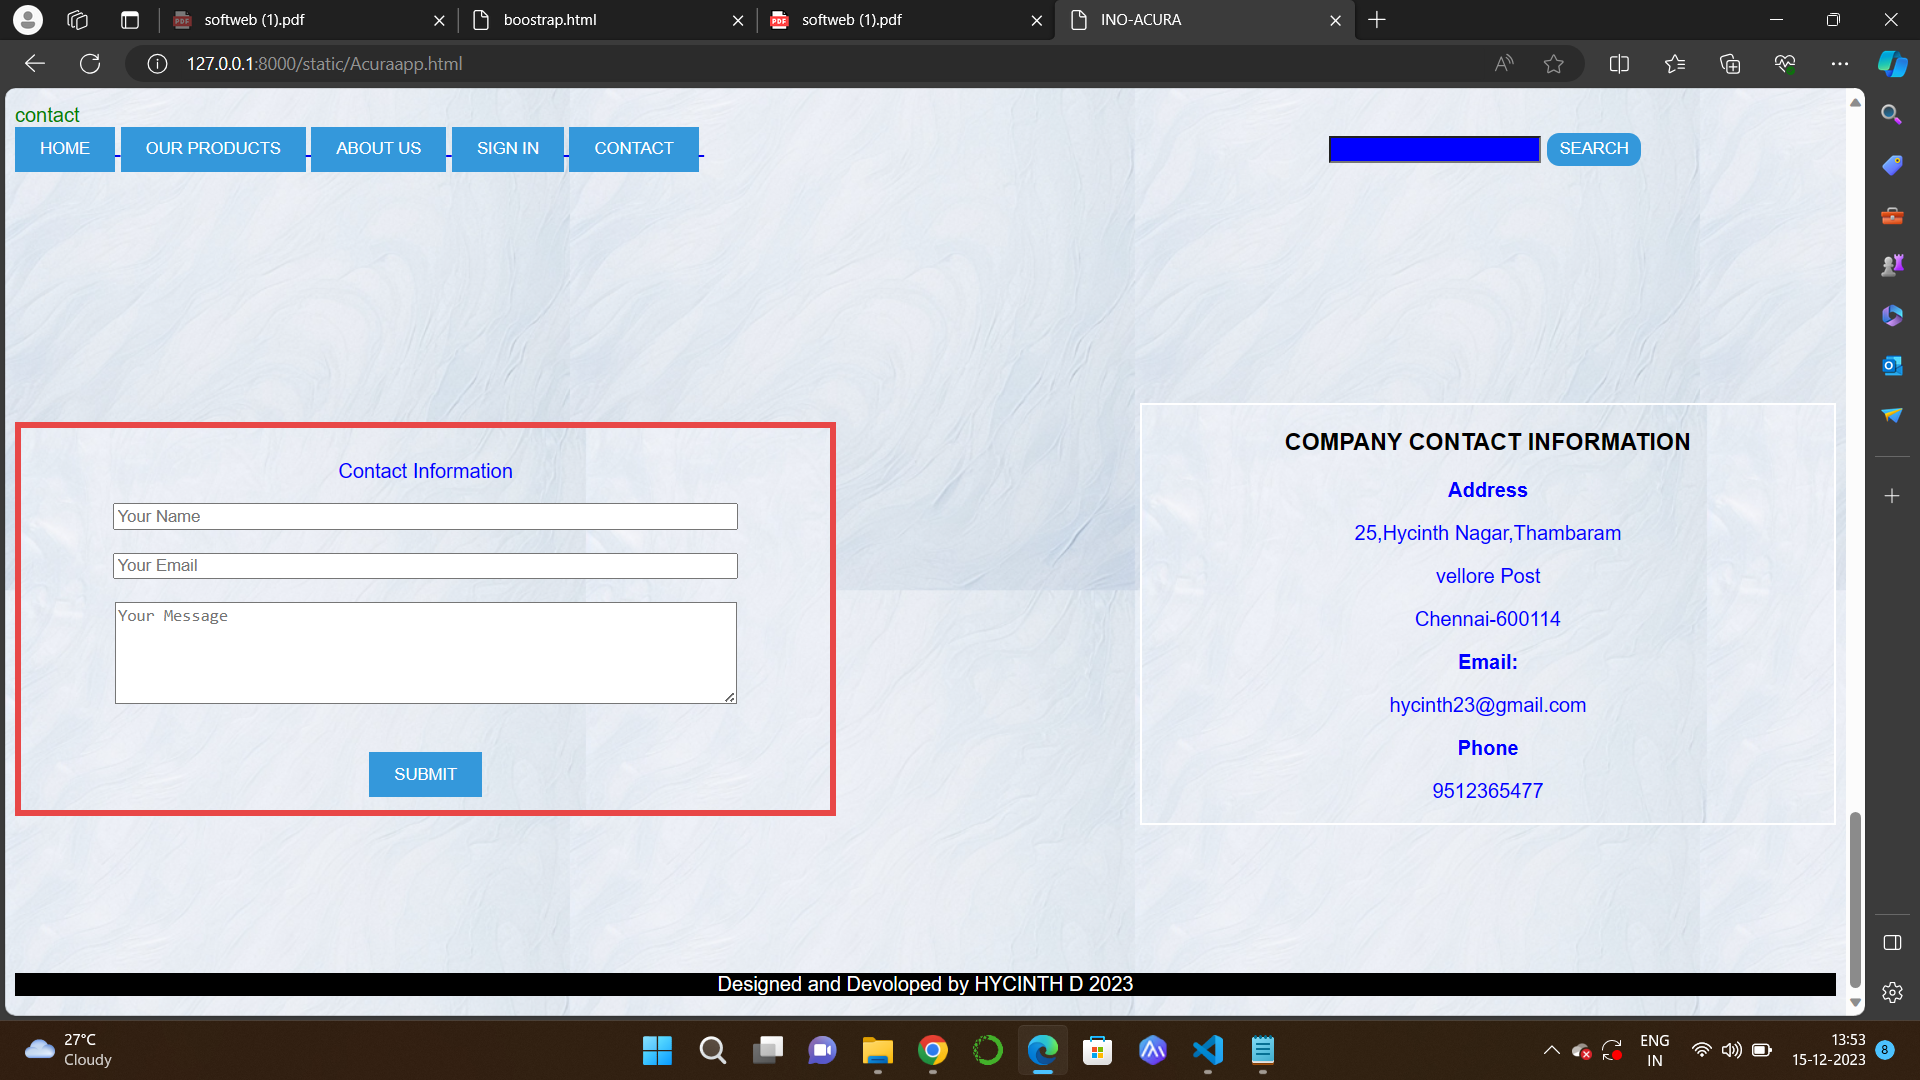 softweb (1).pdf
boostrap.html
softweb (1).pdf
INO-ACURA
127.0.0.1:8000/static/Acuraapp.html
contact
HOME OUR PRODUCTS ABOUT US SIGN IN CONTACT SEARCH
Contact Information
Your Name
Your Email
Your Message
SUBMIT
COMPANY CONTACT INFORMATION
Address
25,Hycinth Nagar,Thambaram
vellore Post
Chennai-600114
Email:
hycinth23@gmail.com
Phone
9512365477
Designed and Devoloped by HYCINTH D 2023
27°C
Cloudy
ENG
IN
13:53
15-12-2023
8